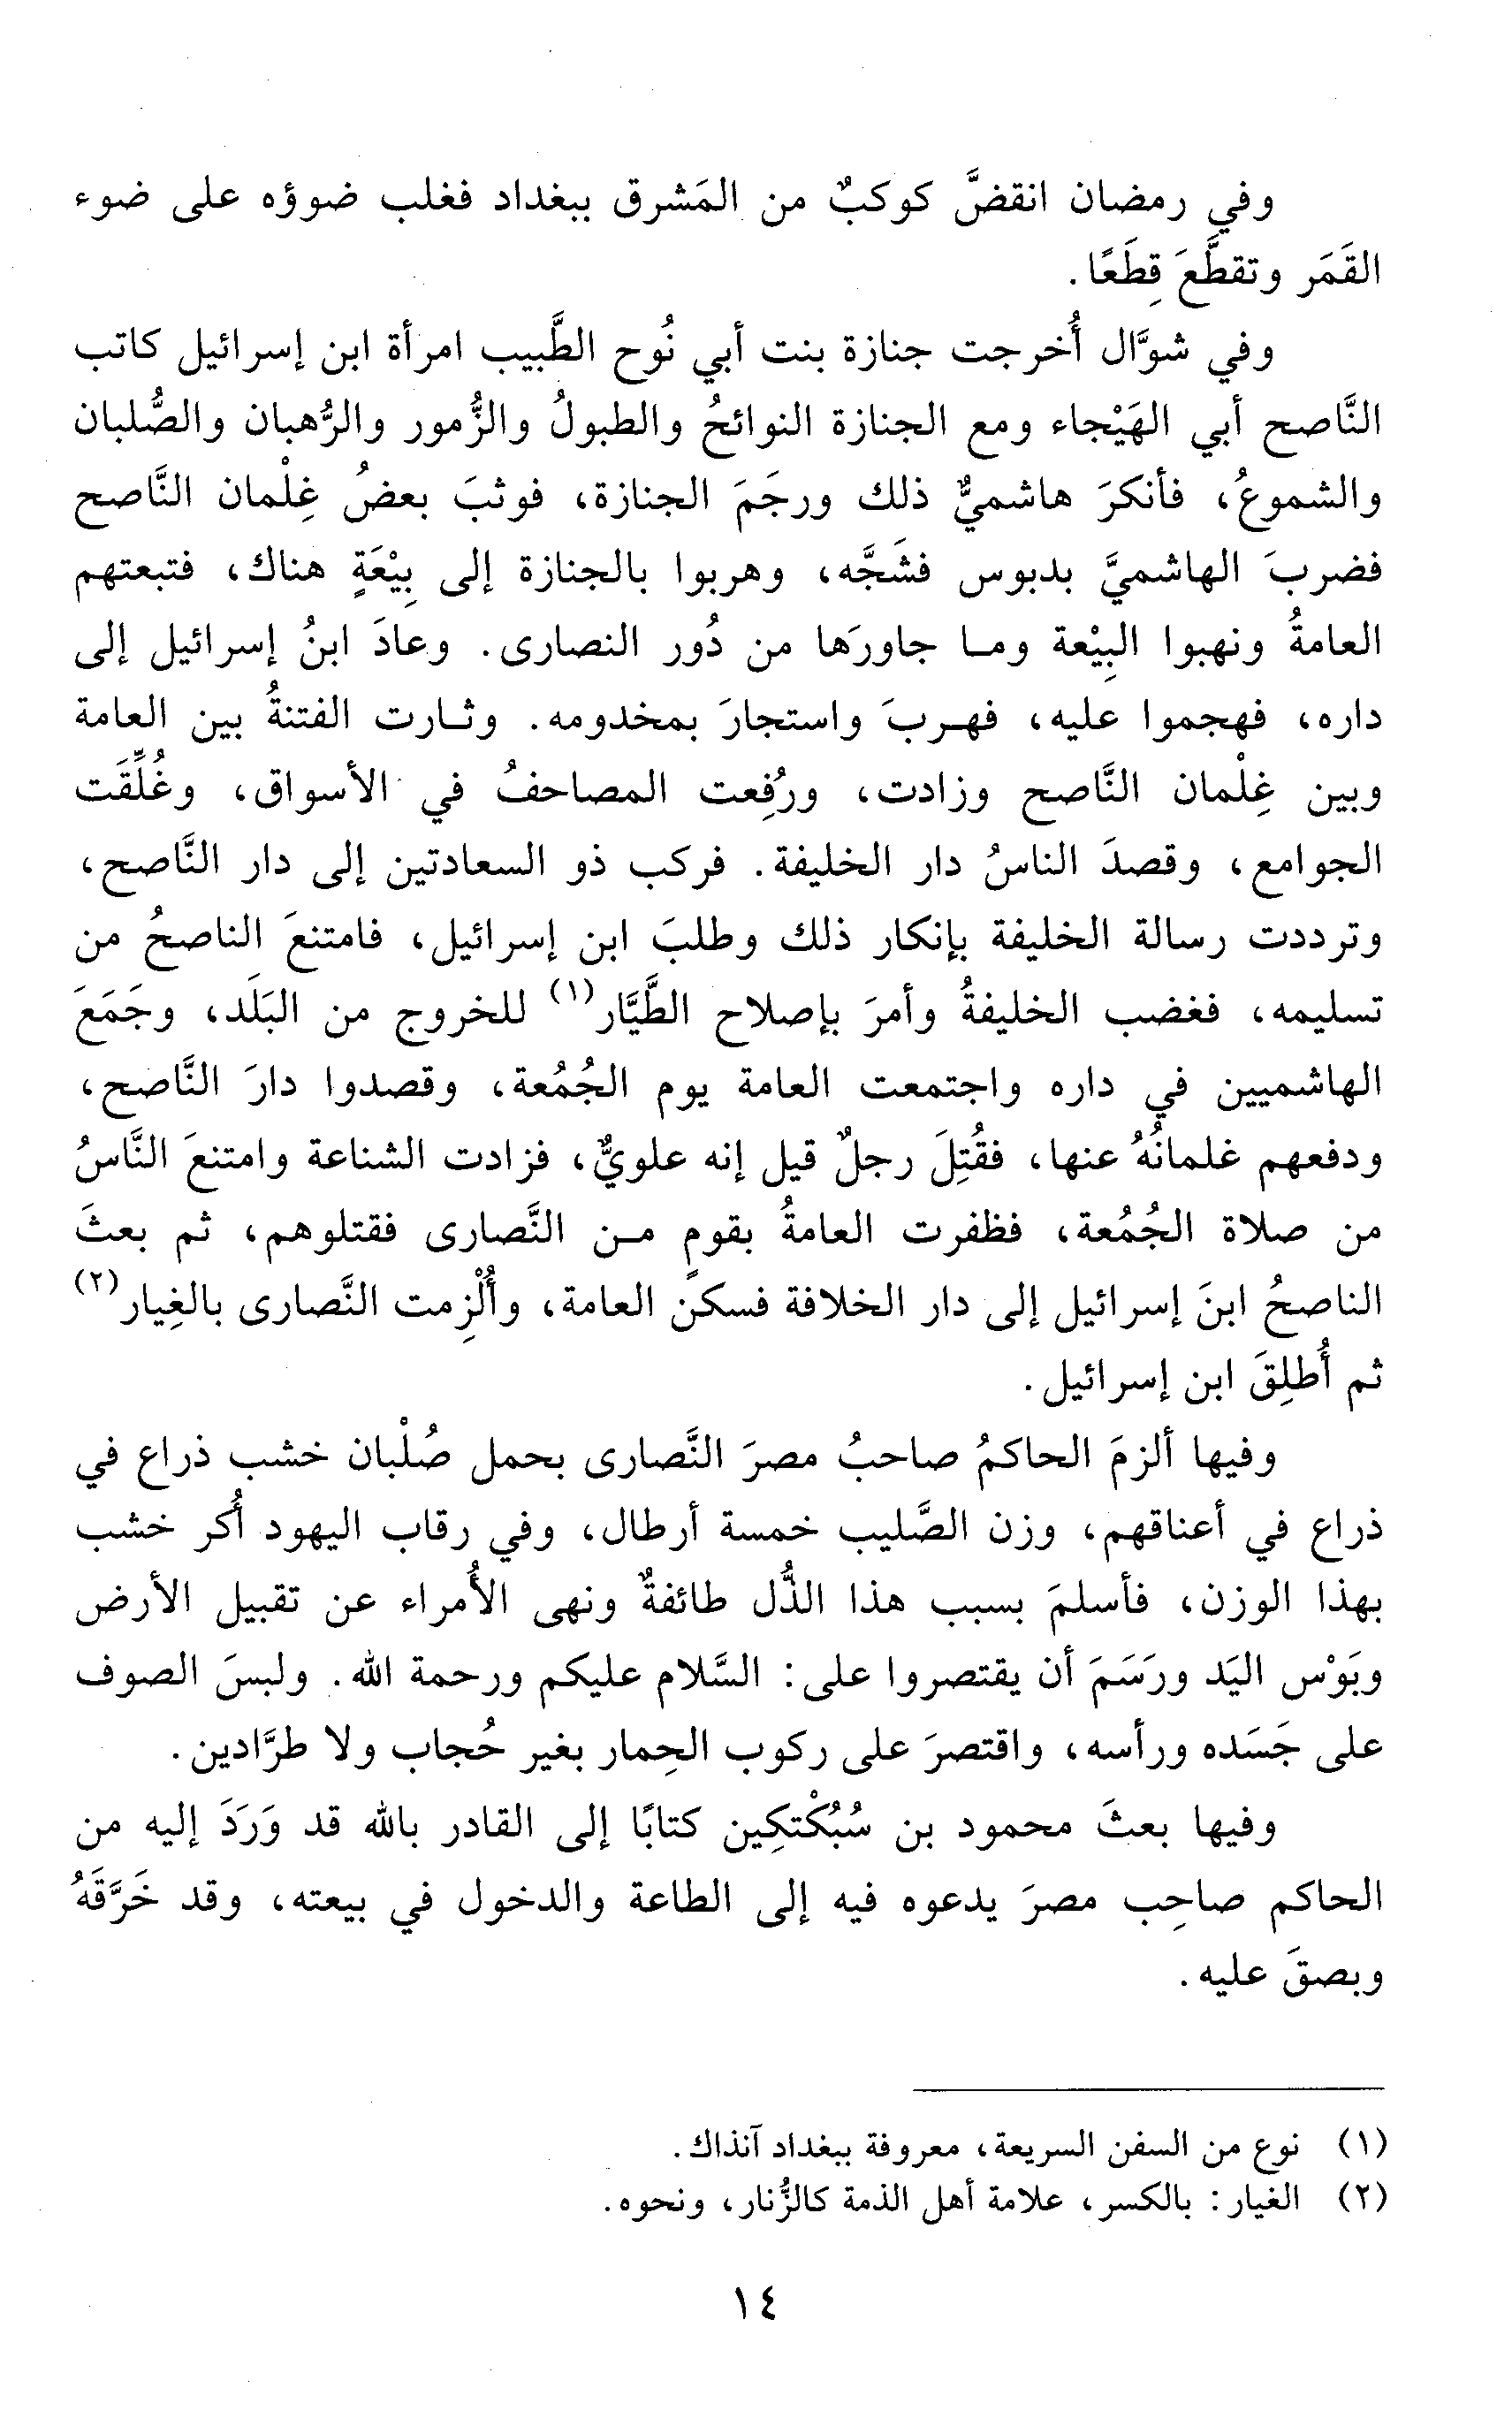 وفي رمضان انقضَّ كوكبٌ من المَشرق ببغداد فغلب ضوؤه على ضوء
القَمَر وتقطَّعَ قِطَعًا.
وفي شوَّال أُخرجت جنازة بنت أبي نُوح الطَّبيب امرأة ابن إسرائيل كاتب
النَّاصح أبي الهَيْجاء ومع الجنازة النوائحُ والطبولُ والزُّمور والرُّهبان والصُّلبان
والشموعُ، فأنكرَ هاشميٌّ ذلك ورجَمَ الجنازة، فوثبَ بعضُ غِلْمان النَّاصح
فضربَ الهاشميَّ بدبوس فشَجَّه، وهربوا بالجنازة إلى بِيْعَةٍ هناك، فتبعتهم
العامةُ ونهبوا البِيْعة وما جاورَها من دُور النصارى. وعادَ ابنُ إسرائيل إلى
داره، فهجموا عليه، فهربَ واستجارَ بمخدومه. وثارت الفتنةُ بين العامة
وبين غِلْمان النَّاصح وزادت، ورُفِعت المصاحفُ في الأسواق، وغُلِّقَت
الجوامع، وقصدَ الناسُ دار الخليفة. فركب ذو السعادتين إلى دار النَّاصح،
وترددت رسالة الخليفة بإنكار ذلك وطلبَ ابن إسرائيل، فامتنعَ الناصحُ من
تسليمه، فغضب الخليفةُ وأمرَ بإصلاح الطَّيَّار(١) للخروج من البَلَد، وجَمَعَ
الهاشميين في داره واجتمعت العامة يوم الجُمُعة، وقصدوا دارَ النَّاصح،
ودفعهم غلمانُهُ عنها، فقُتِلَ رجلٌ قيل إنه علويٌّ، فزادت الشناعة وامتنعَ النَّاسُ
من صلاة الجُمُعة، فظفرت العامةُ بقومٍ من النَّصارى فقتلوهم، ثم بعثَ
الناصحُ ابنَ إسرائيل إلى دار الخلافة فسكن العامة، وأُلْزِمت النَّصارى بالغِيار(٢)
ثم أُطلِقَ ابن إسرائيل.
وفيها ألزمَ الحاكمُ صاحبُ مصرَ النَّصارى بحمل صُلْبان خشب ذراع في
ذراع في أعناقهم، وزن الصَّليب خمسة أرطال، وفي رقاب اليهود أُكر خشب
بهذا الوزن، فأسلمَ بسبب هذا الذُّل طائفةٌ ونهى الأُمراء عن تقبيل الأرض
وبَوْس اليَد ورَسَمَ أن يقتصروا على: السَّلام عليكم ورحمة الله. ولبسَ الصوف
على جَسَده ورأسه، واقتصرَ على ركوب الحِمار بغير حُجاب ولا طرَّادين.
وفيها بعثَ محمود بن سُبُكْتكِين كتابًا إلى القادر بالله قد وَرَدَ إليه من
الحاكم صاحِب مصرَ يدعوه فيه إلى الطاعة والدخول في بيعته، وقد خَرَّقَهُ
وبصقَ عليه.
(١) نوع من السفن السريعة، معروفة ببغداد آنذاك.
(٢) الغيار: بالكسر، علامة أهل الذمة كالزُّنار، ونحوه.
١٤